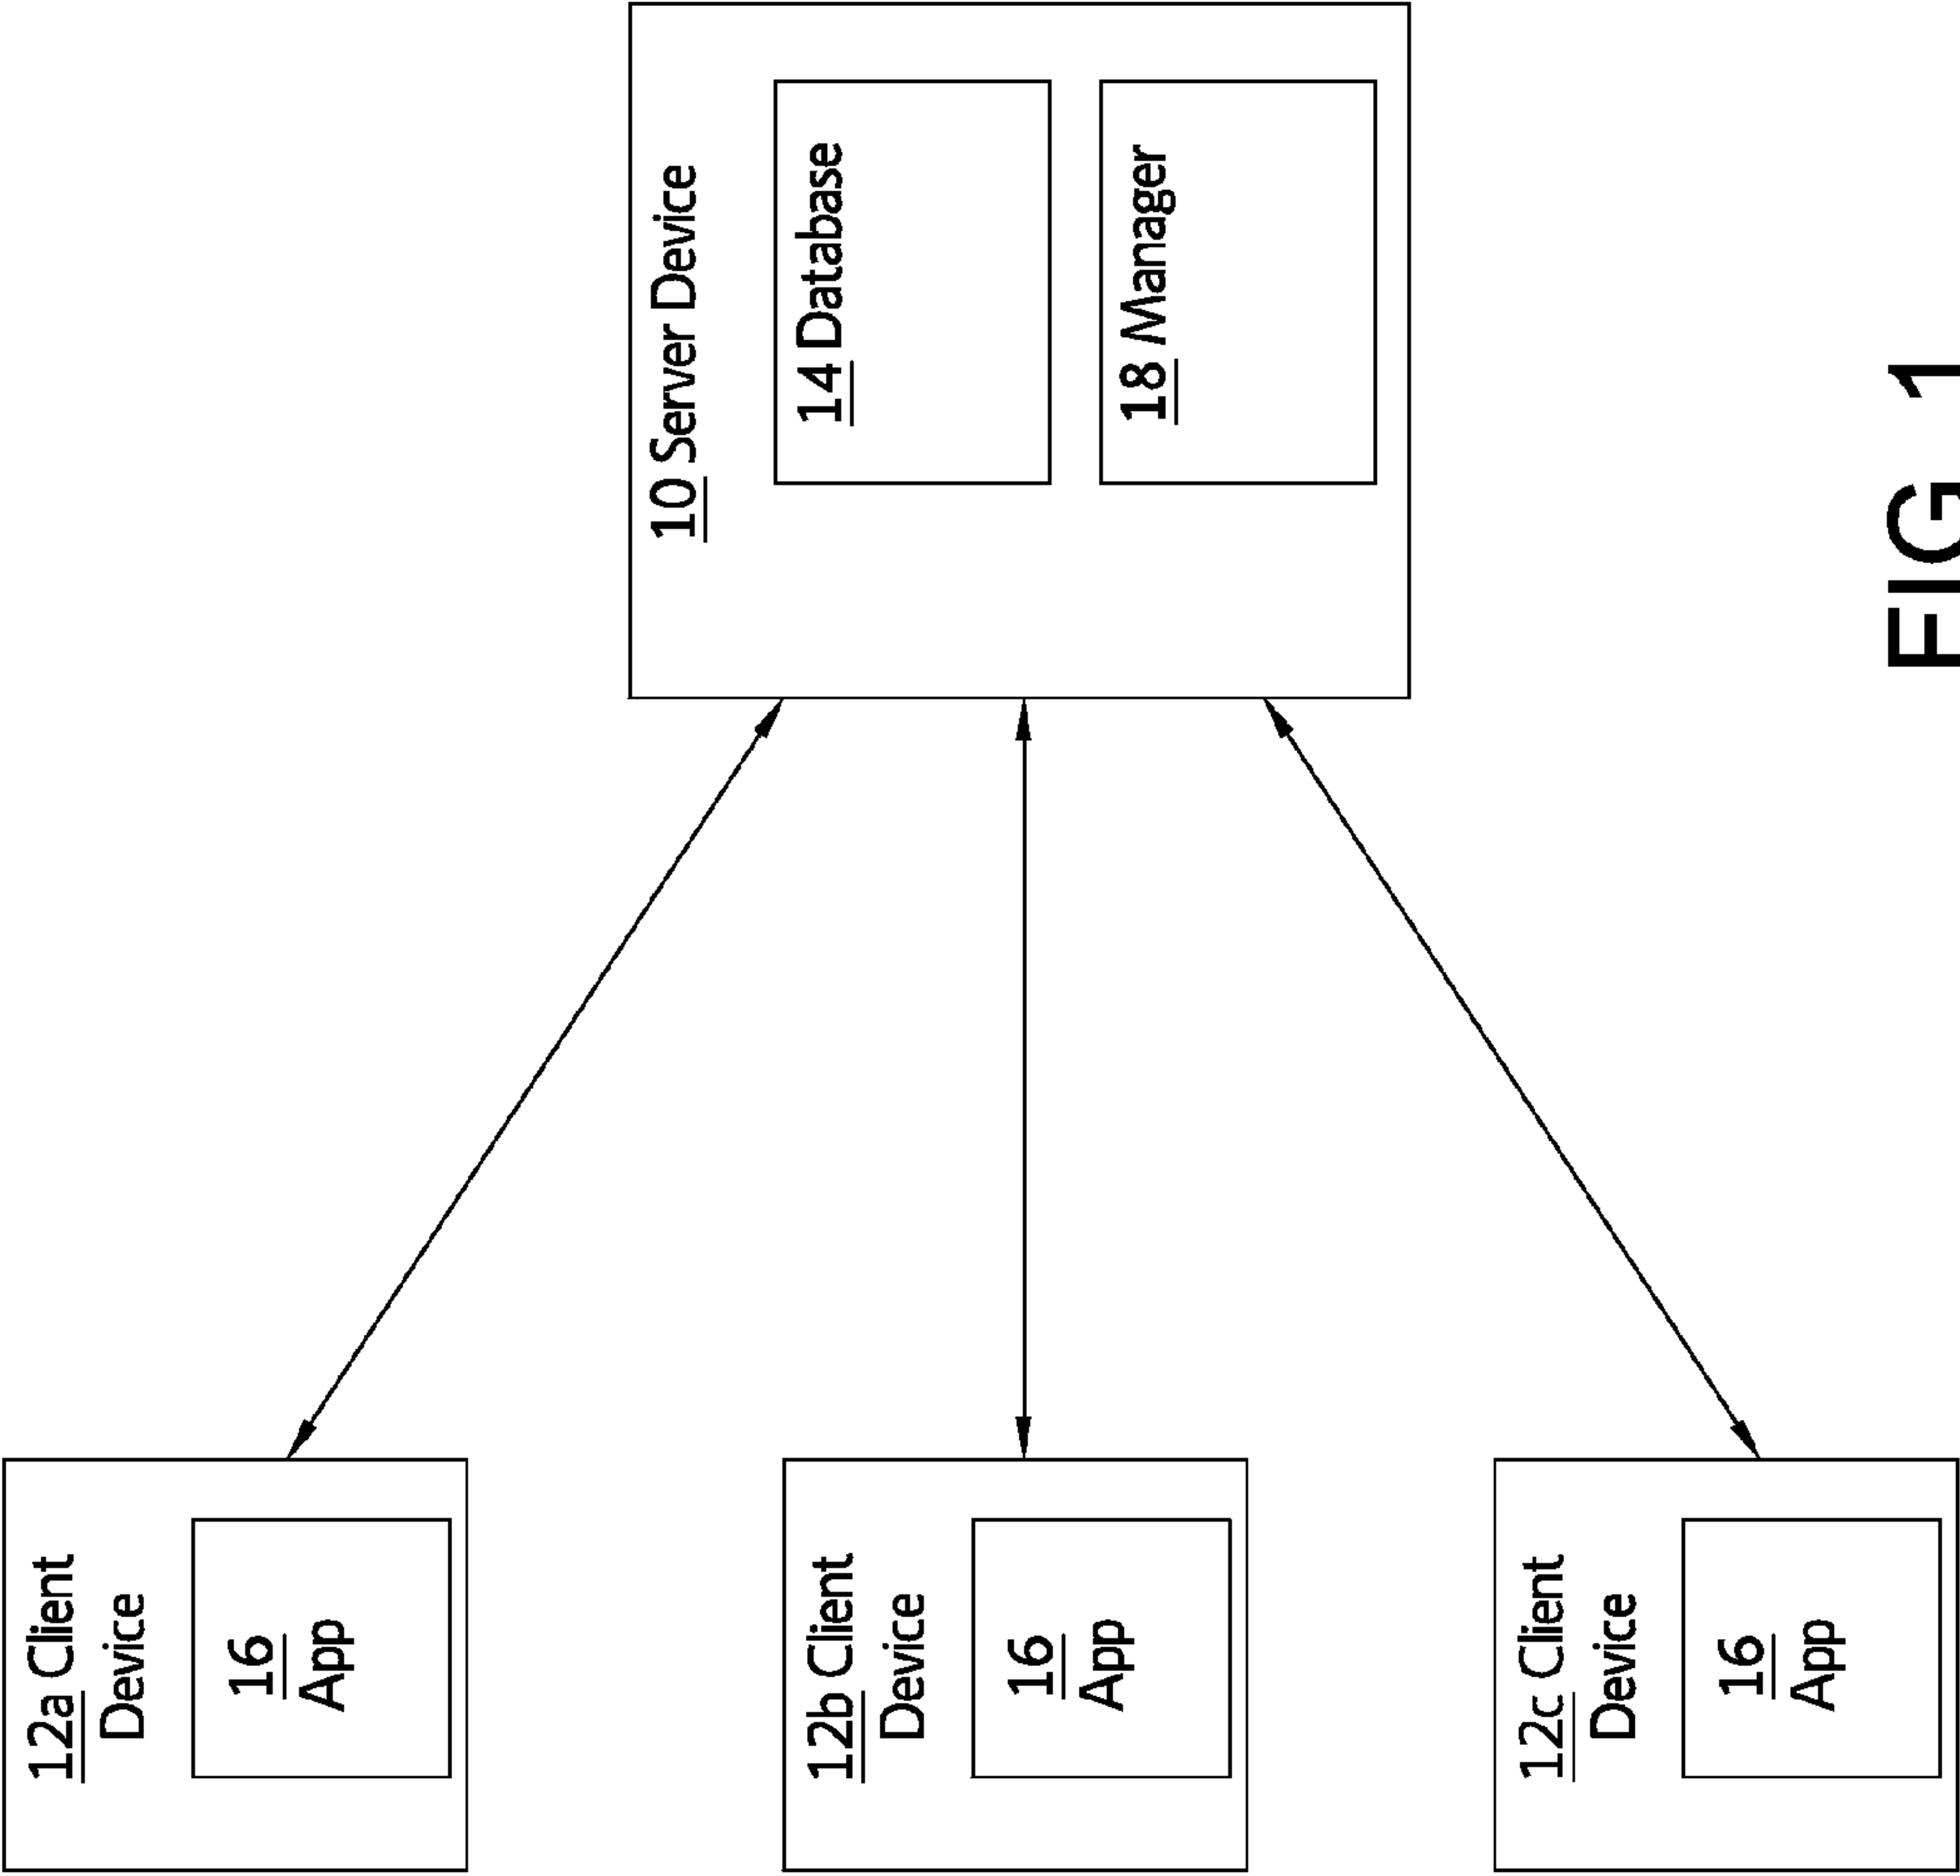 12a Client
Device
16
App
12b Client
Device
16
App
12c Client
Device
16
App
10 Server Device
14 Database
18 Manager
FIG 1